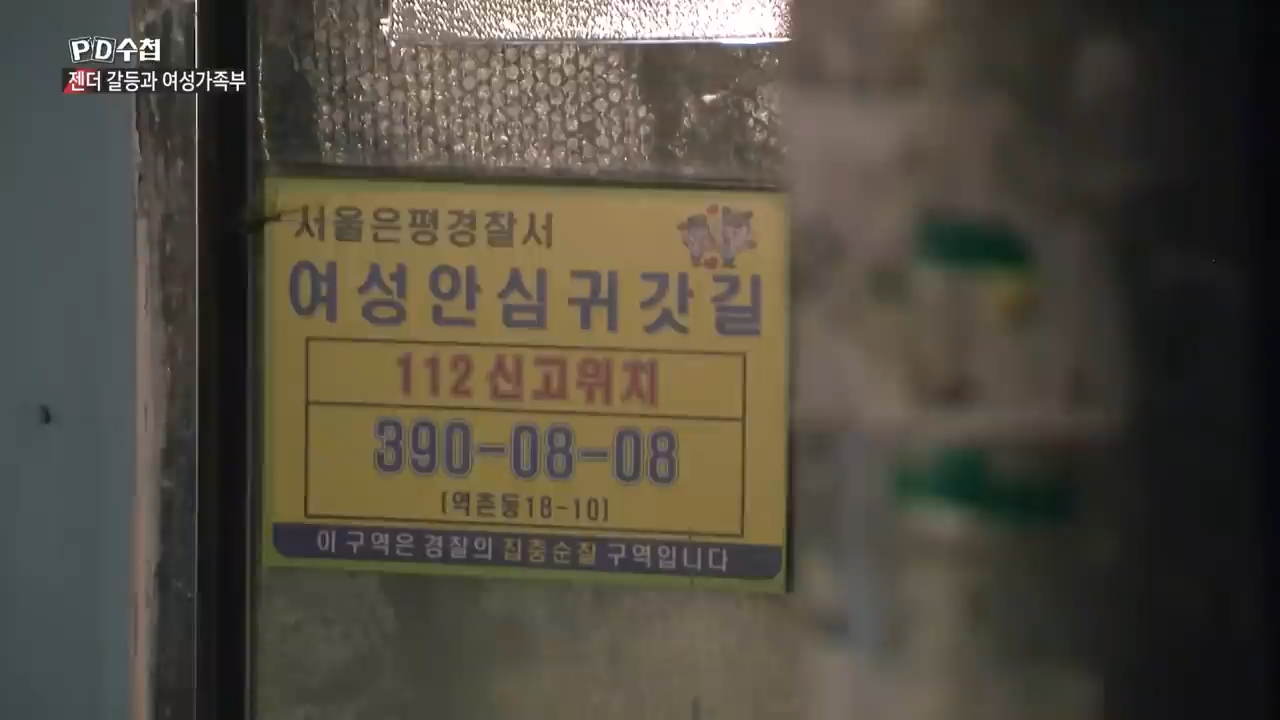 PD수첩
젠더 갈등과 여성가족부
서울은평경찰서
여성안심귀갓길
112 신고위치
390-08-08
(역촌동18-10)
이 구역은 경찰의 집중순찰 구역입니다